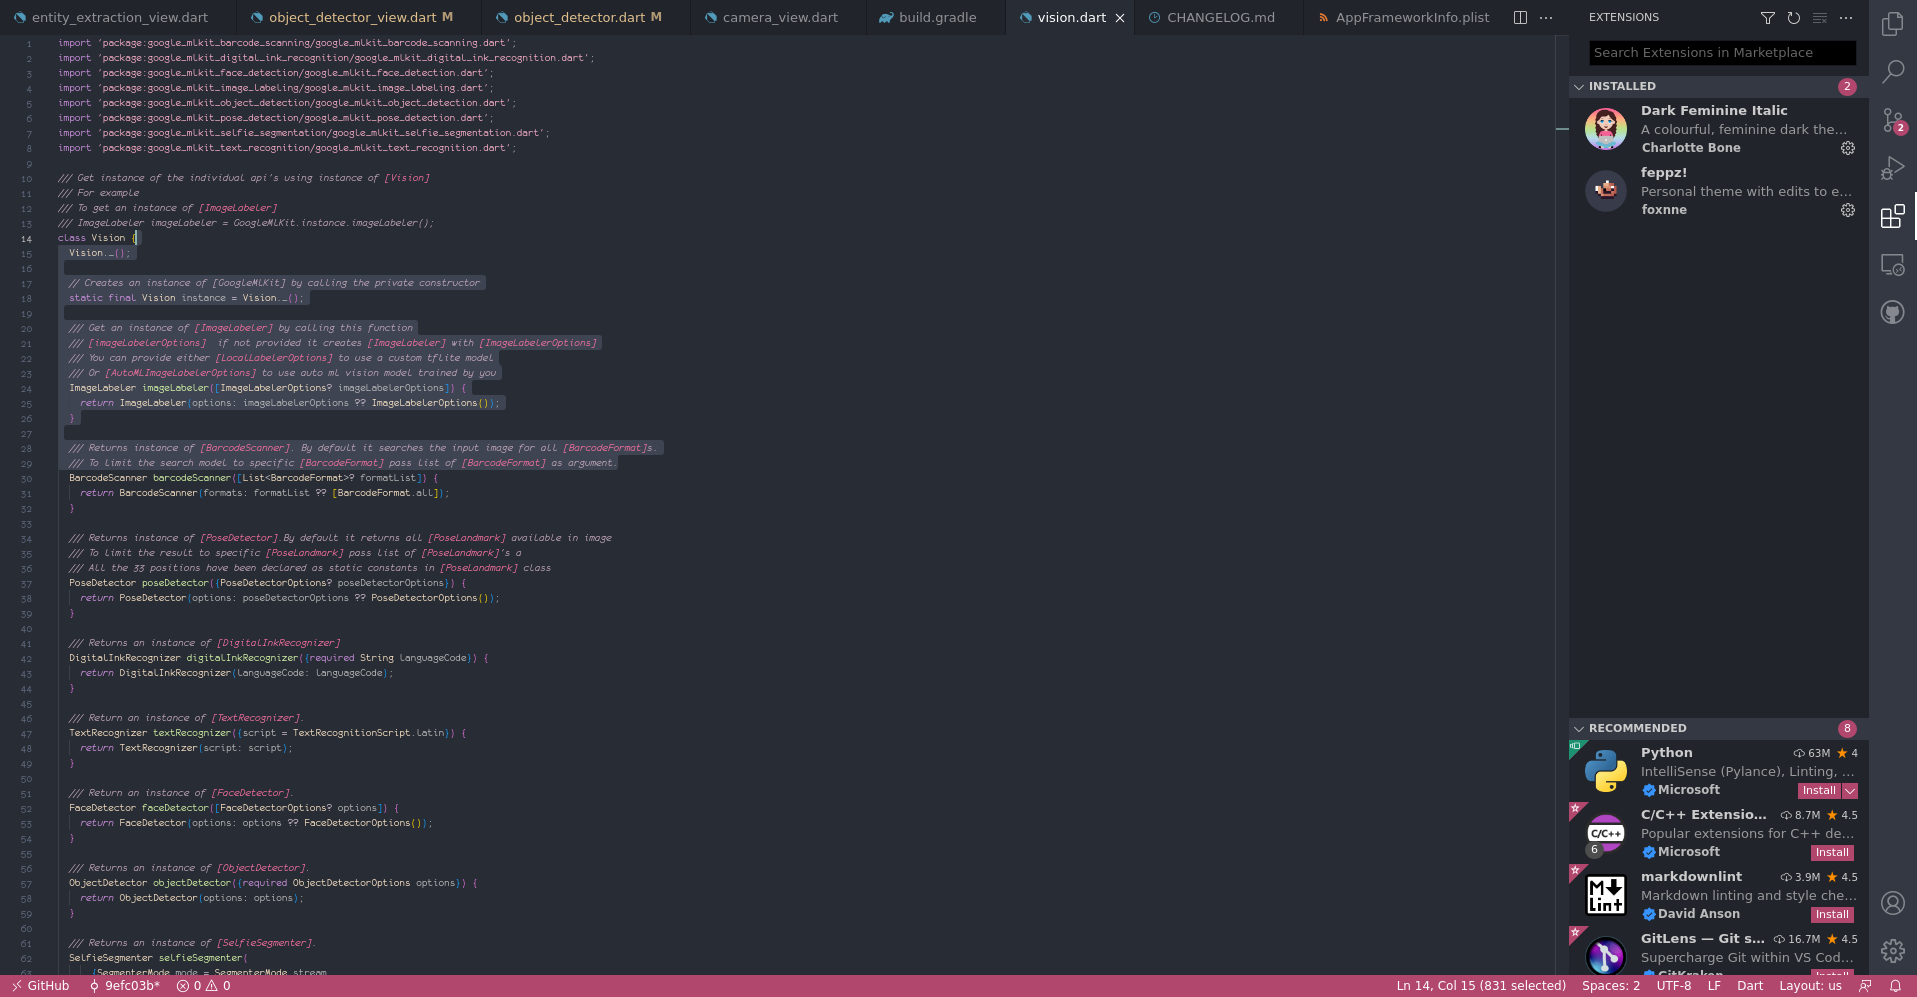 entity_extraction_view.dart
object_detector_view.dart M
object_detector.dart M
camera_view.dart
build.gradle
vision.dart
CHANGELOG.md
AppFrameworkInfo.plist
1 import 'package:google_mlkit_barcode_scanning/google_mlkit_barcode_scanning.dart';
2 import 'package:google_mlkit_digital_ink_recognition/google_mlkit_digital_ink_recognition.dart';
3 import 'package:google_mlkit_face_detection/google_mlkit_face_detection.dart';
4 import 'package:google_mlkit_image_labeling/google_mlkit_image_labeling.dart';
5 import 'package:google_mlkit_object_detection/google_mlkit_object_detection.dart';
6 import 'package:google_mlkit_pose_detection/google_mlkit_pose_detection.dart';
7 import 'package:google_mlkit_selfie_segmentation/google_mlkit_selfie_segmentation.dart';
8 import 'package:google_mlkit_text_recognition/google_mlkit_text_recognition.dart';
9
10 /// Get instance of the individual api's using instance of [Vision]
11 /// For example
12 /// To get an instance of [ImageLabeler]
13 /// ImageLabeler imageLabeler = GoogleMlKit.instance.imageLabeler();
14 class Vision {
15 Vision._();
16
17 // Creates an instance of [GoogleMlKit] by calling the private constructor
18 static final Vision instance = Vision._();
19
20 /// Get an instance of [ImageLabeler] by calling this function
21 /// [imageLabelerOptions]  if not provided it creates [ImageLabeler] with [ImageLabelerOptions]
22 /// You can provide either [LocalLabelerOptions] to use a custom tflite model
23 /// Or [AutoMLImageLabelerOptions] to use auto ml vision model trained by you
24 ImageLabeler imageLabeler([ImageLabelerOptions? imageLabelerOptions]) {
25 return ImageLabeler(options: imageLabelerOptions ?? ImageLabelerOptions());
26 }
27
28 /// Returns instance of [BarcodeScanner]. By default it searches the input image for all [BarcodeFormat]s.
29 /// To limit the search model to specific [BarcodeFormat] pass list of [BarcodeFormat] as argument.
30 BarcodeScanner barcodeScanner([List<BarcodeFormat>? formatList]) {
31 return BarcodeScanner(formats: formatList ?? [BarcodeFormat.all]);
32 }
33
34 /// Returns instance of [PoseDetector].By default it returns all [PoseLandmark] available in image
35 /// To limit the result to specific [PoseLandmark] pass list of [PoseLandmark]'s a
36 /// All the 33 positions have been declared as static constants in [PoseLandmark] class
37 PoseDetector poseDetector({PoseDetectorOptions? poseDetectorOptions}) {
38 return PoseDetector(options: poseDetectorOptions ?? PoseDetectorOptions());
39 }
40
41 /// Returns an instance of [DigitalInkRecognizer]
42 DigitalInkRecognizer digitalInkRecognizer({required String languageCode}) {
43 return DigitalInkRecognizer(languageCode: languageCode);
44 }
45
46 /// Return an instance of [TextRecognizer].
47 TextRecognizer textRecognizer({script = TextRecognitionScript.latin}) {
48 return TextRecognizer(script: script);
49 }
50
51 /// Return an instance of [FaceDetector].
52 FaceDetector faceDetector([FaceDetectorOptions? options]) {
53 return FaceDetector(options: options ?? FaceDetectorOptions());
54 }
55
56 /// Returns an instance of [ObjectDetector].
57 ObjectDetector objectDetector({required ObjectDetectorOptions options}) {
58 return ObjectDetector(options: options);
59 }
60
61 /// Returns an instance of [SelfieSegmenter].
62 SelfieSegmenter selfieSegmenter(
63 {SegmenterMode mode = SegmenterMode.stream
EXTENSIONS
Search Extensions in Marketplace
INSTALLED 2
Dark Feminine Italic
A colourful, feminine dark the...
Charlotte Bone
feppz!
Personal theme with edits to e...
foxnne
RECOMMENDED 8
Python 63M ★ 4
IntelliSense (Pylance), Linting, ...
Microsoft Install
C/C++ Extensio... 8.7M ★ 4.5
C/C++
6
Popular extensions for C++ de...
Microsoft Install
markdownlint 3.9M ★ 4.5
M
lint
Markdown linting and style che...
David Anson Install
GitLens — Git s... 16.7M ★ 4.5
Supercharge Git within VS Cod...
GitKraken Install
2
GitHub 9efc03b* 0 0
Ln 14, Col 15 (831 selected) Spaces: 2 UTF-8 LF Dart Layout: us